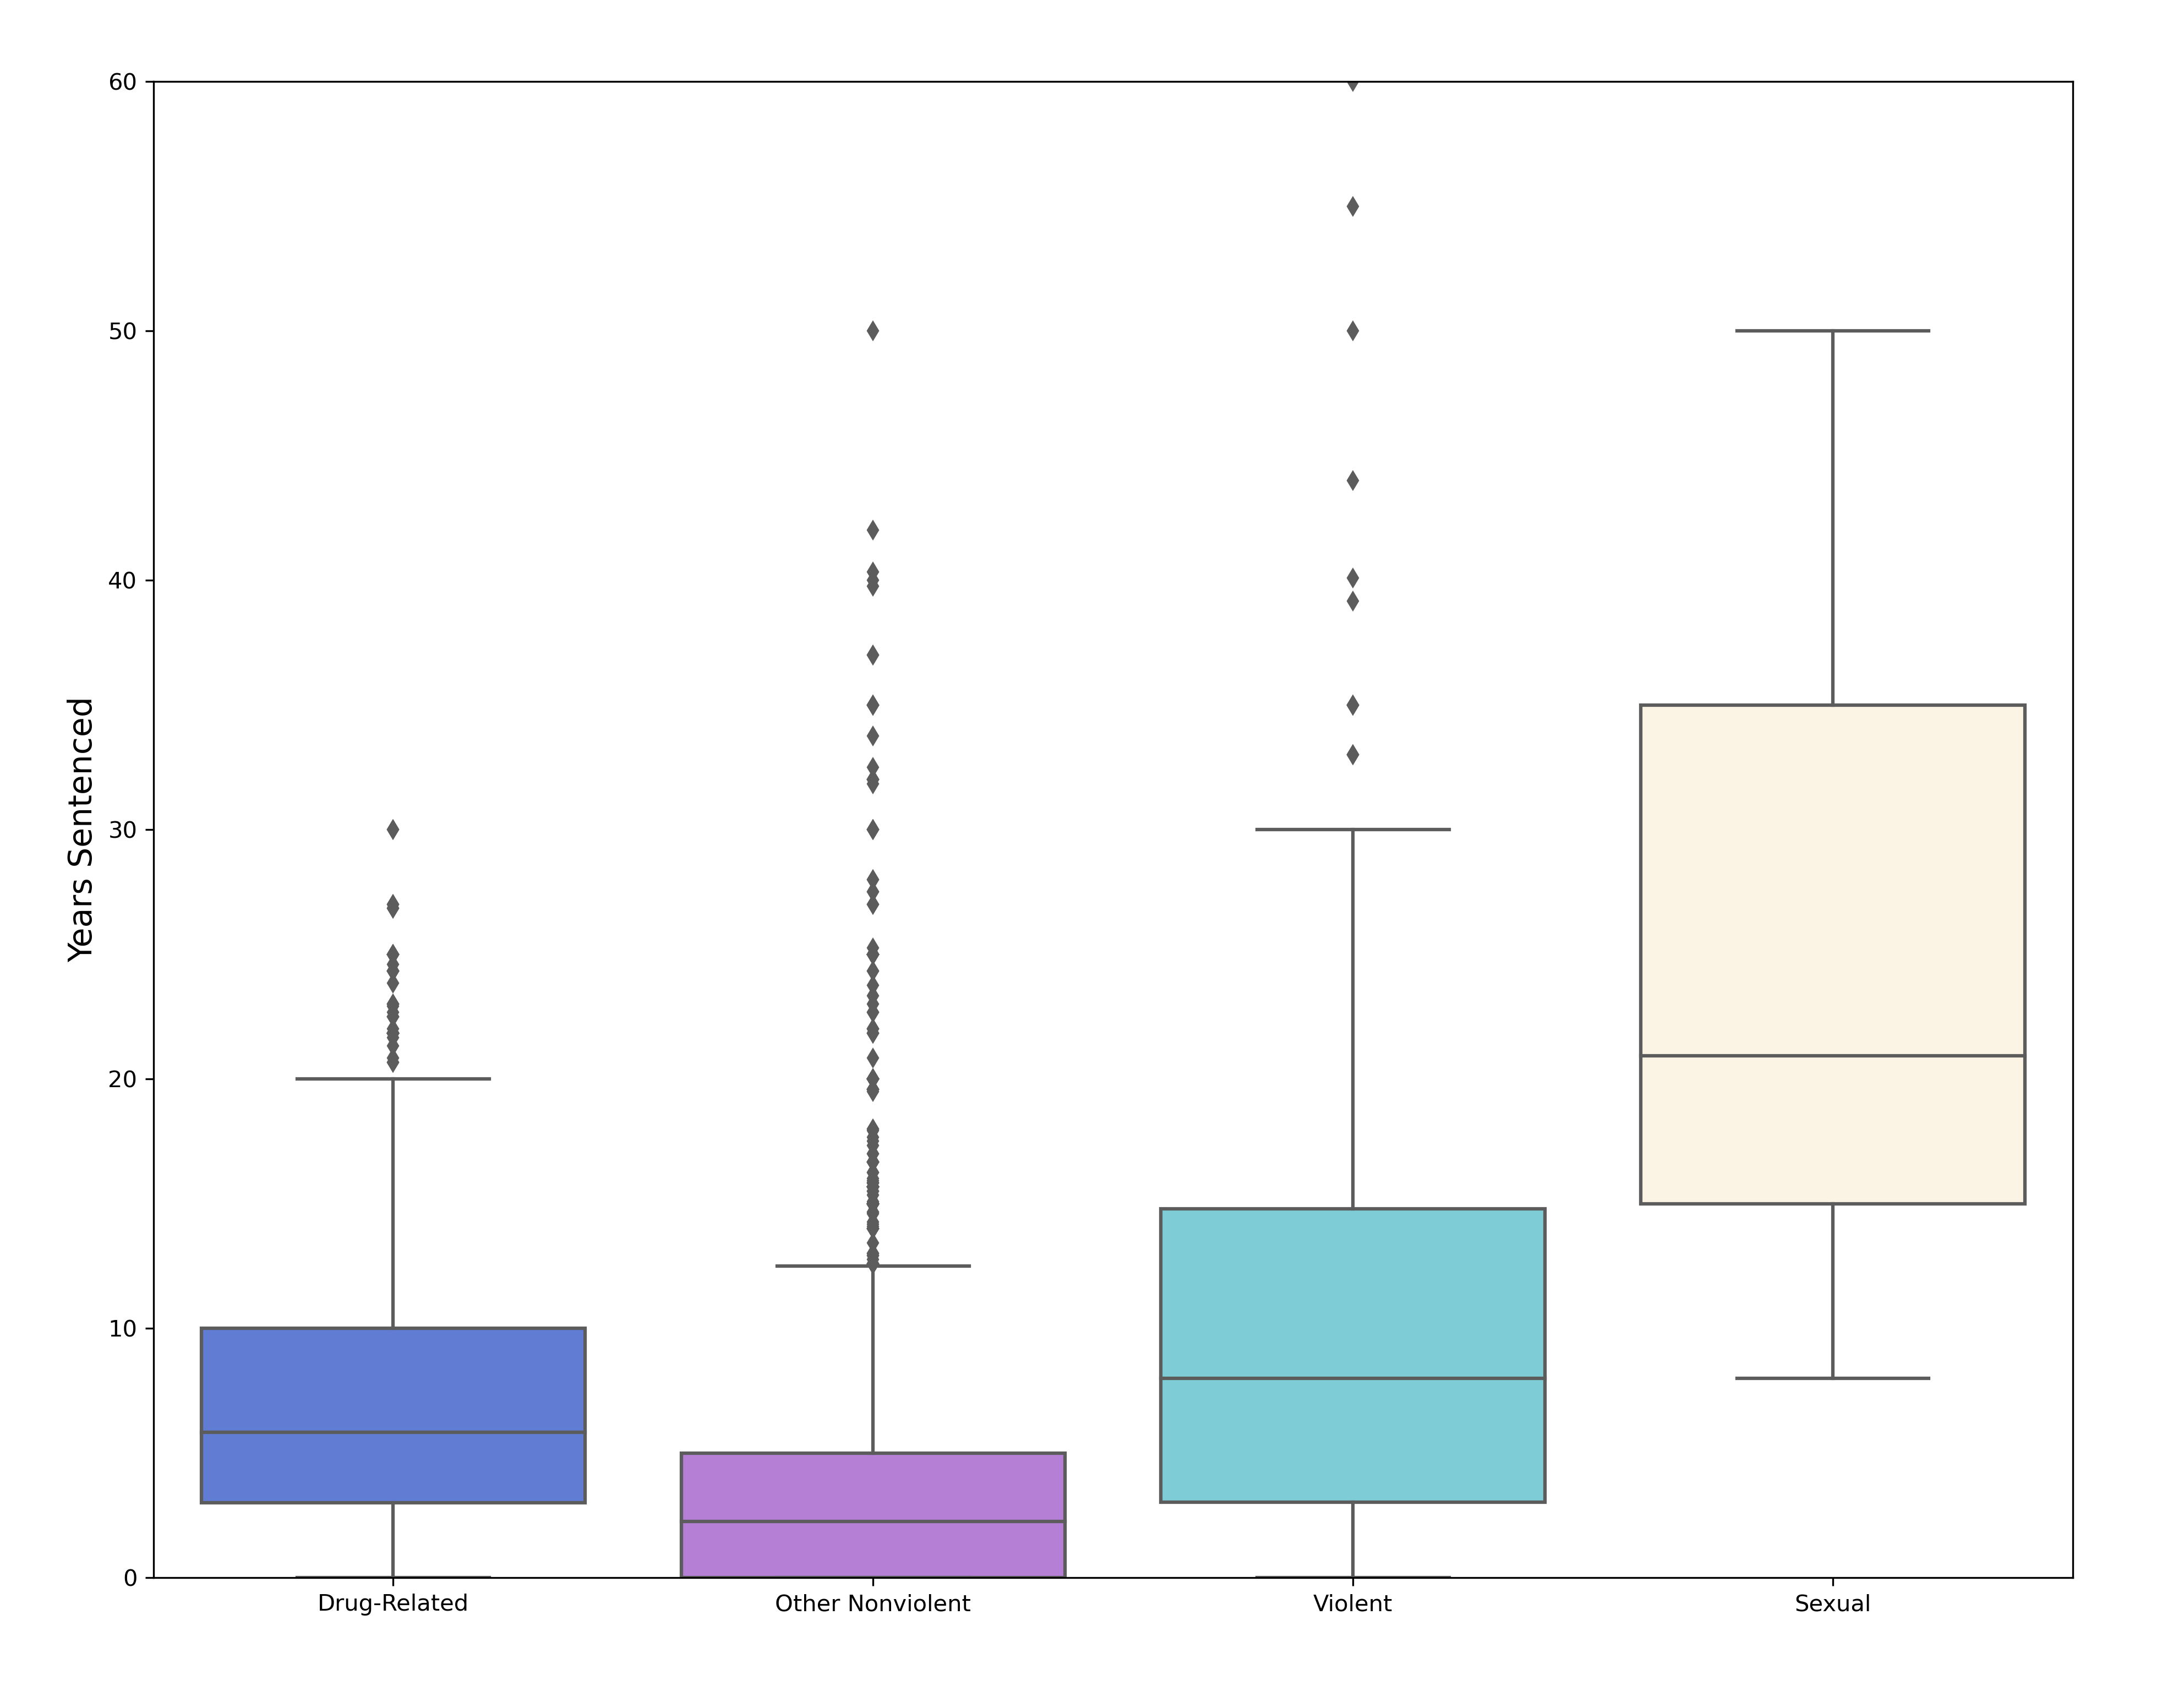 60
50
40
30
20
10
0
Years Sentenced
Drug-Related
Other Nonviolent
Violent
Sexual